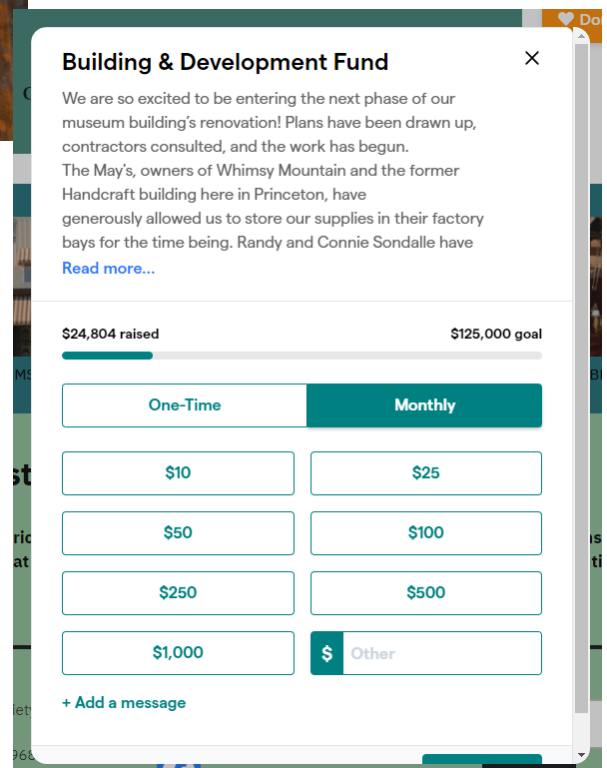 Building & Development Fund
We are so excited to be entering the next phase of our
museum building's renovation! Plans have been drawn up,
contractors consulted, and the work has begun.
The May's, owners of Whimsy Mountain and the former
Handcraft building here in Princeton, have
generously allowed us to store our supplies in their factory
bays for the time being. Randy and Connie Sondalle have
Read more...
$24,804 raised $125,000 goal
One-Time Monthly
$10 $25
$50 $100
$250 $500
$1,000 $ Other
+ Add a message